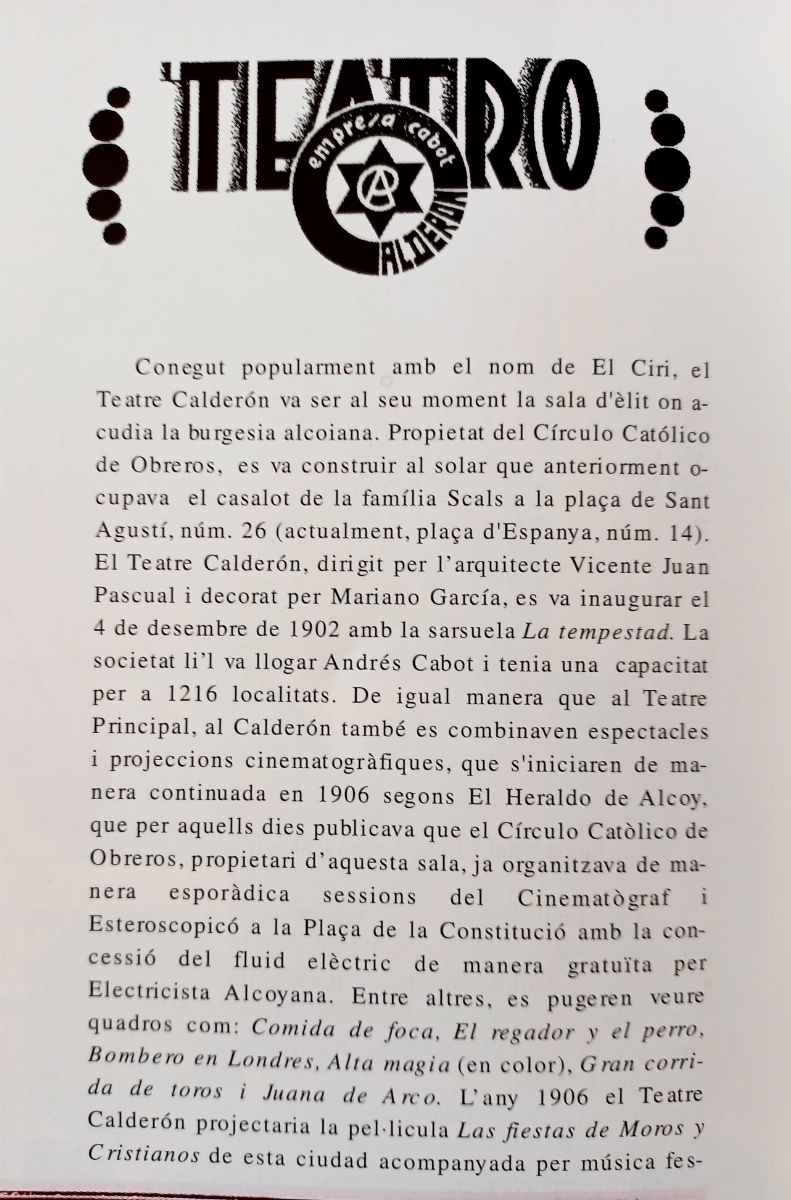 TEATRO
empresa cabot
CALDERON
Conegut popularment amb el nom de El Ciri, el
Teatre Calderón va ser al seu moment la sala d'èlit on a-
cudia la burgesia alcoiana. Propietat del Círculo Católico
de Obreros, es va construir al solar que anteriorment o-
cupava el casalot de la família Scals a la plaça de Sant
Agustí, núm. 26 (actualment, plaça d'Espanya, núm. 14).
El Teatre Calderón, dirigit per l'arquitecte Vicente Juan
Pascual i decorat per Mariano García, es va inaugurar el
4 de desembre de 1902 amb la sarsuela La tempestad. La
societat li'l va llogar Andrés Cabot i tenia una capacitat
per a 1216 localitats. De igual manera que al Teatre
Principal, al Calderón també es combinaven espectacles
i projeccions cinematogràfiques, que s'iniciaren de ma-
nera continuada en 1906 segons El Heraldo de Alcoy,
que per aquells dies publicava que el Círculo Catòlico de
Obreros, propietari d'aquesta sala, ja organitzava de ma-
nera esporàdica sessions del Cinematògraf i
Esteroscopicó a la Plaça de la Constitució amb la con-
cessió del fluid elèctric de manera gratuïta per
Electricista Alcoyana. Entre altres, es pugeren veure
quadros com: Comida de foca, El regador y el perro,
Bombero en Londres, Alta magia (en color), Gran corri-
da de toros i Juana de Arco. L'any 1906 el Teatre
Calderón projectaria la pel·licula Las fiestas de Moros y
Cristianos de esta ciudad acompanyada per música fes-